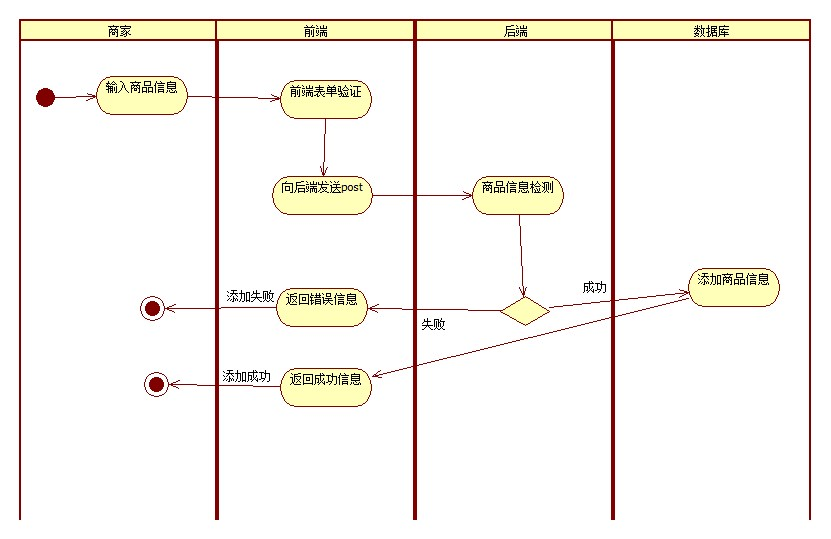 商家
前端
后端
数据库
输入商品信息
前端表单验证
向后端发送post
商品信息检测
添加商品信息
成功
添加失败
返回错误信息
失败
添加成功
返回成功信息